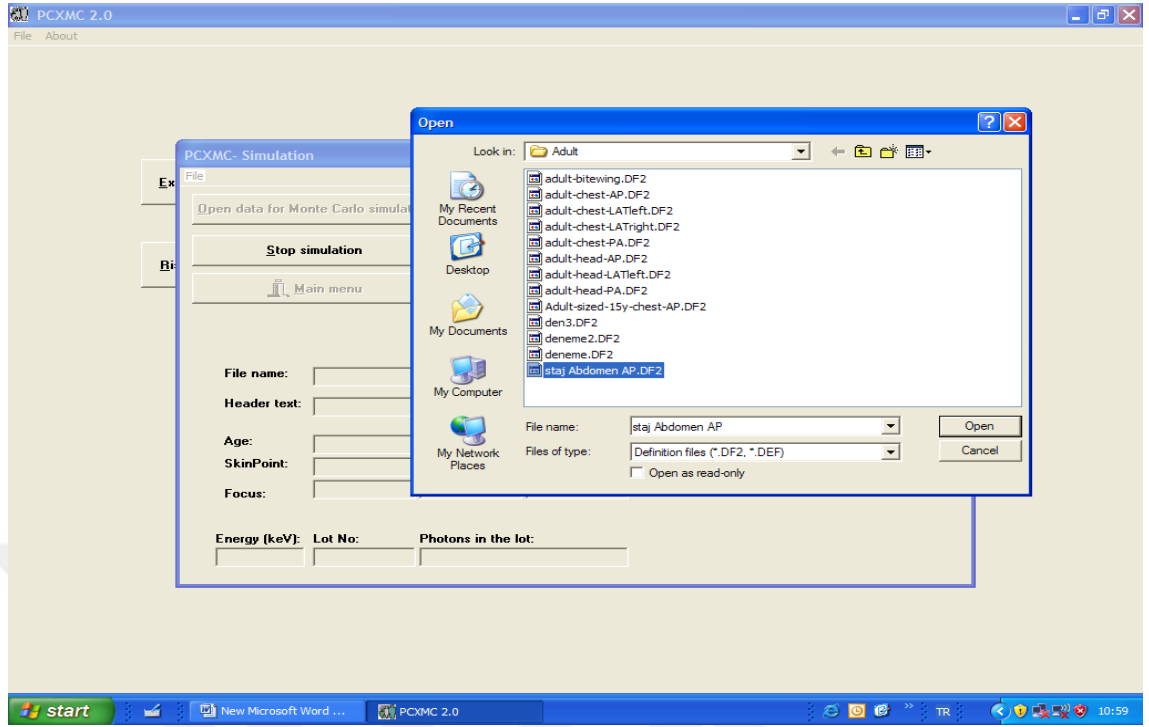 PCXMC 2.0
File About
Open
PCXMC- Simulation
Look in: Adult
File
Ex
Open data for Monte Carlo simulat
Stop simulation
Ri
Main menu
My Recent Documents
Desktop
My Documents
My Computer
My Network Places
adult-bitewing.DF2
adult-chest-AP.DF2
adult-chest-LATleft.DF2
adult-chest-LATright.DF2
adult-chest-PA.DF2
adult-head-AP.DF2
adult-head-LATleft.DF2
adult-head-PA.DF2
Adult-sized-15y-chest-AP.DF2
den3.DF2
deneme2.DF2
deneme.DF2
staj Abdomen AP.DF2
File name: staj Abdomen AP Open
Files of type: Definition files (*.DF2, *.DEF) Cancel
Open as read-only
File name:
Header text:
Age:
SkinPoint:
Focus:
Energy (keV): Lot No: Photons in the lot:
start New Microsoft Word ... PCXMC 2.0 TR 10:59